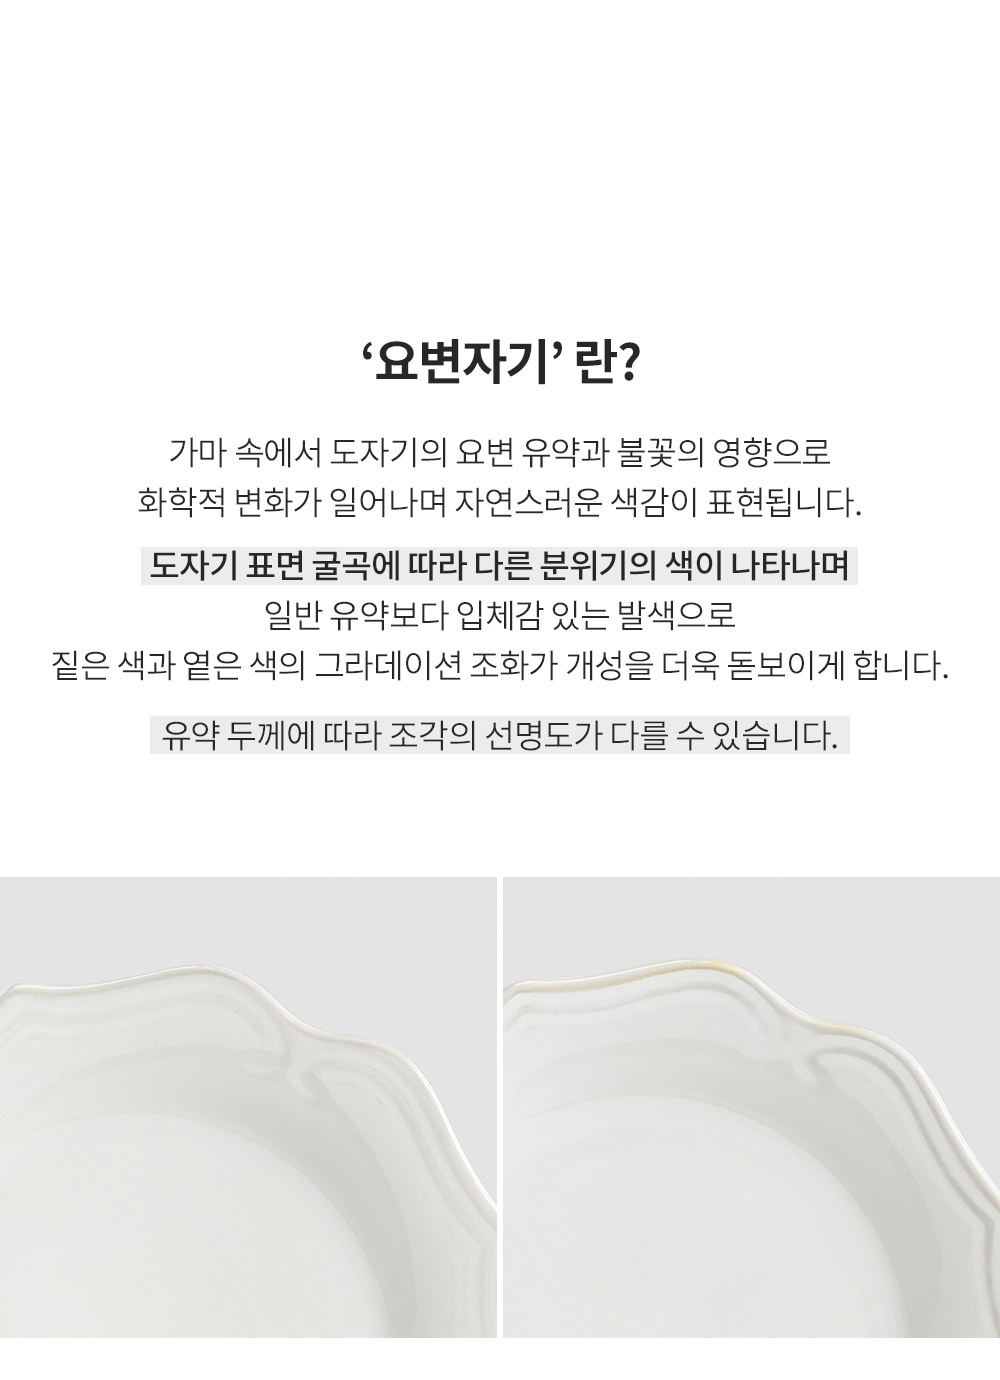 ‘요변자기’ 란?
가마 속에서 도자기의 요변 유약과 불꽃의 영향으로
화학적 변화가 일어나며 자연스러운 색감이 표현됩니다.
도자기 표면 굴곡에 따라 다른 분위기의 색이 나타나며
일반 유약보다 입체감 있는 발색으로
짙은 색과 옅은 색의 그라데이션 조화가 개성을 더욱 돋보이게 합니다.
유약 두께에 따라 조각의 선명도가 다를 수 있습니다.